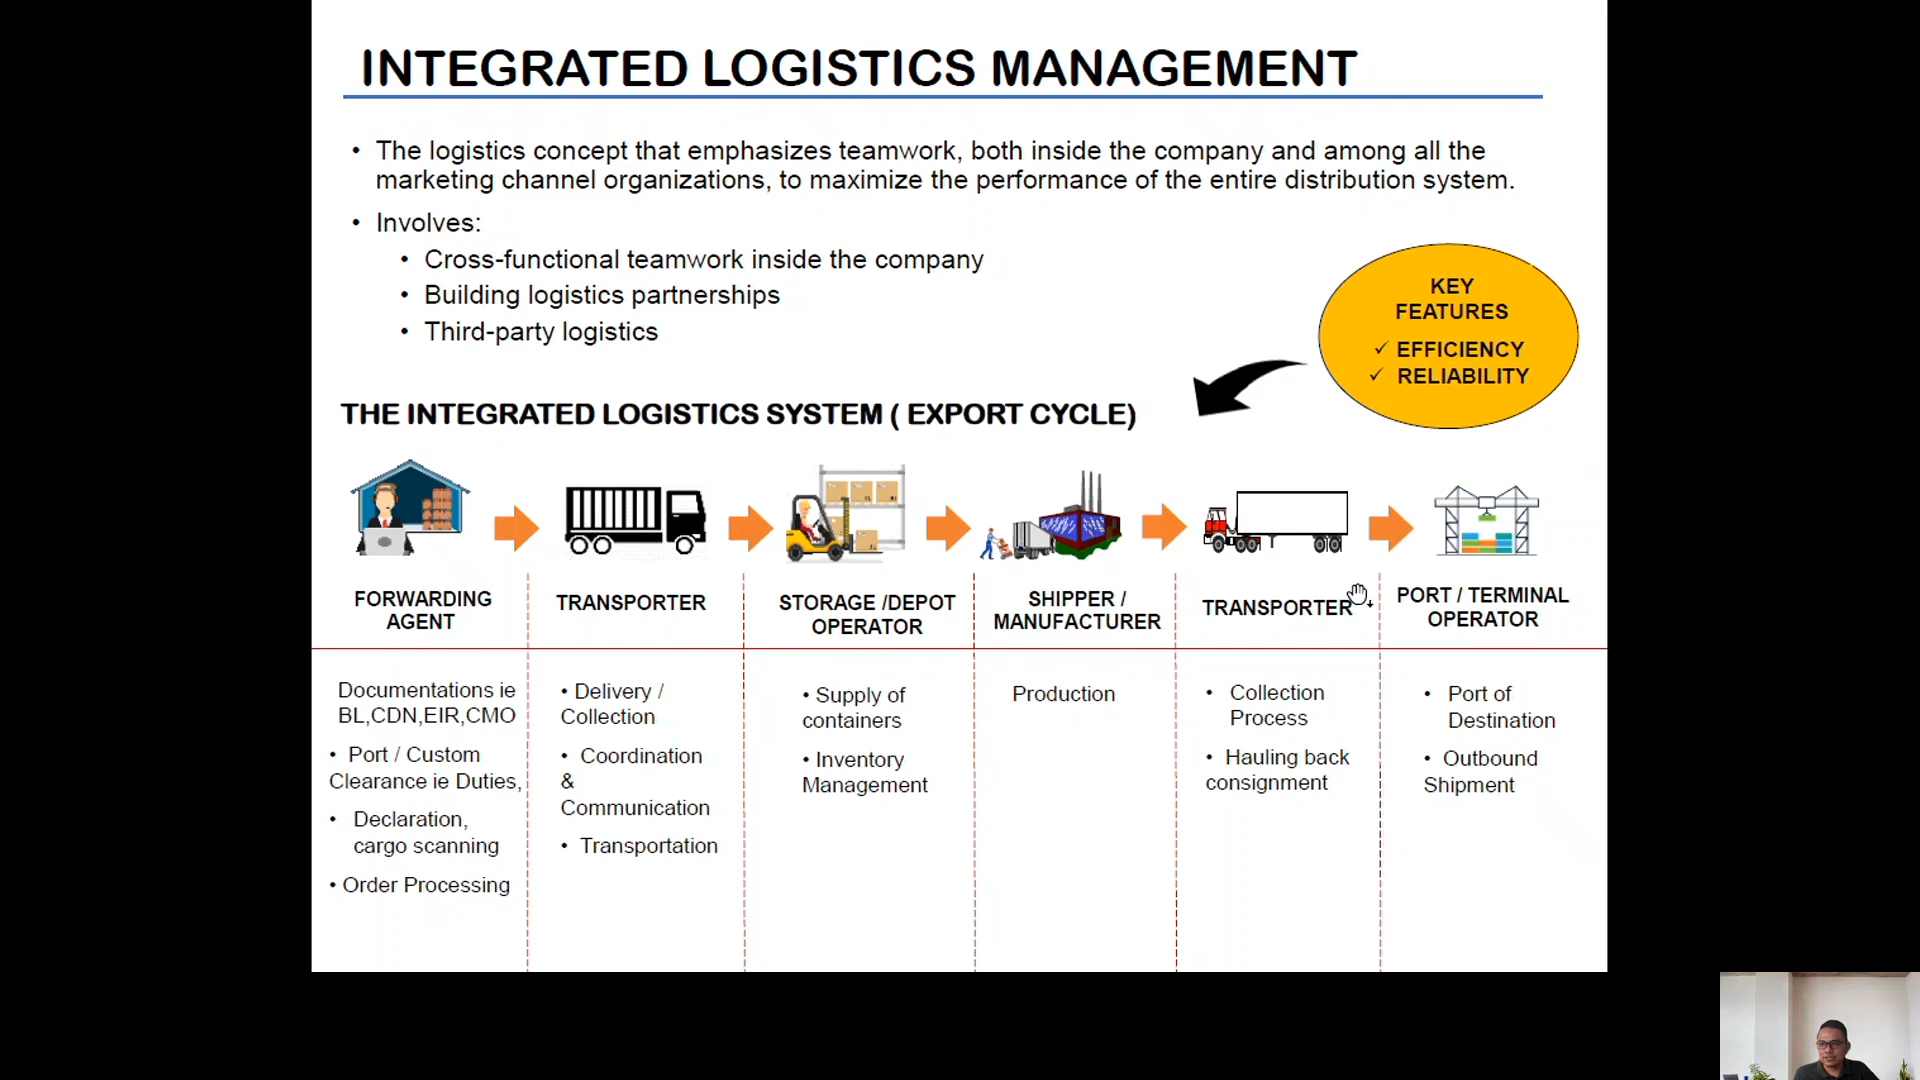 INTEGRATED LOGISTICS MANAGEMENT
• The logistics concept that emphasizes teamwork, both inside the company and among all the
marketing channel organizations, to maximize the performance of the entire distribution system.
• Involves:
• Cross-functional teamwork inside the company
• Building logistics partnerships
• Third-party logistics
KEY
FEATURES
✓ EFFICIENCY
✓ RELIABILITY
THE INTEGRATED LOGISTICS SYSTEM ( EXPORT CYCLE)
FORWARDING
AGENT
TRANSPORTER
STORAGE /DEPOT
OPERATOR
SHIPPER /
MANUFACTURER
TRANSPORTER
PORT / TERMINAL
OPERATOR
Documentations ie
BL,CDN,EIR,CMO
• Port / Custom
Clearance ie Duties,
• Declaration,
cargo scanning
• Order Processing
• Delivery /
Collection
• Coordination
&
Communication
• Transportation
• Supply of
containers
• Inventory
Management
Production
• Collection
Process
• Hauling back
consignment
• Port of
Destination
• Outbound
Shipment